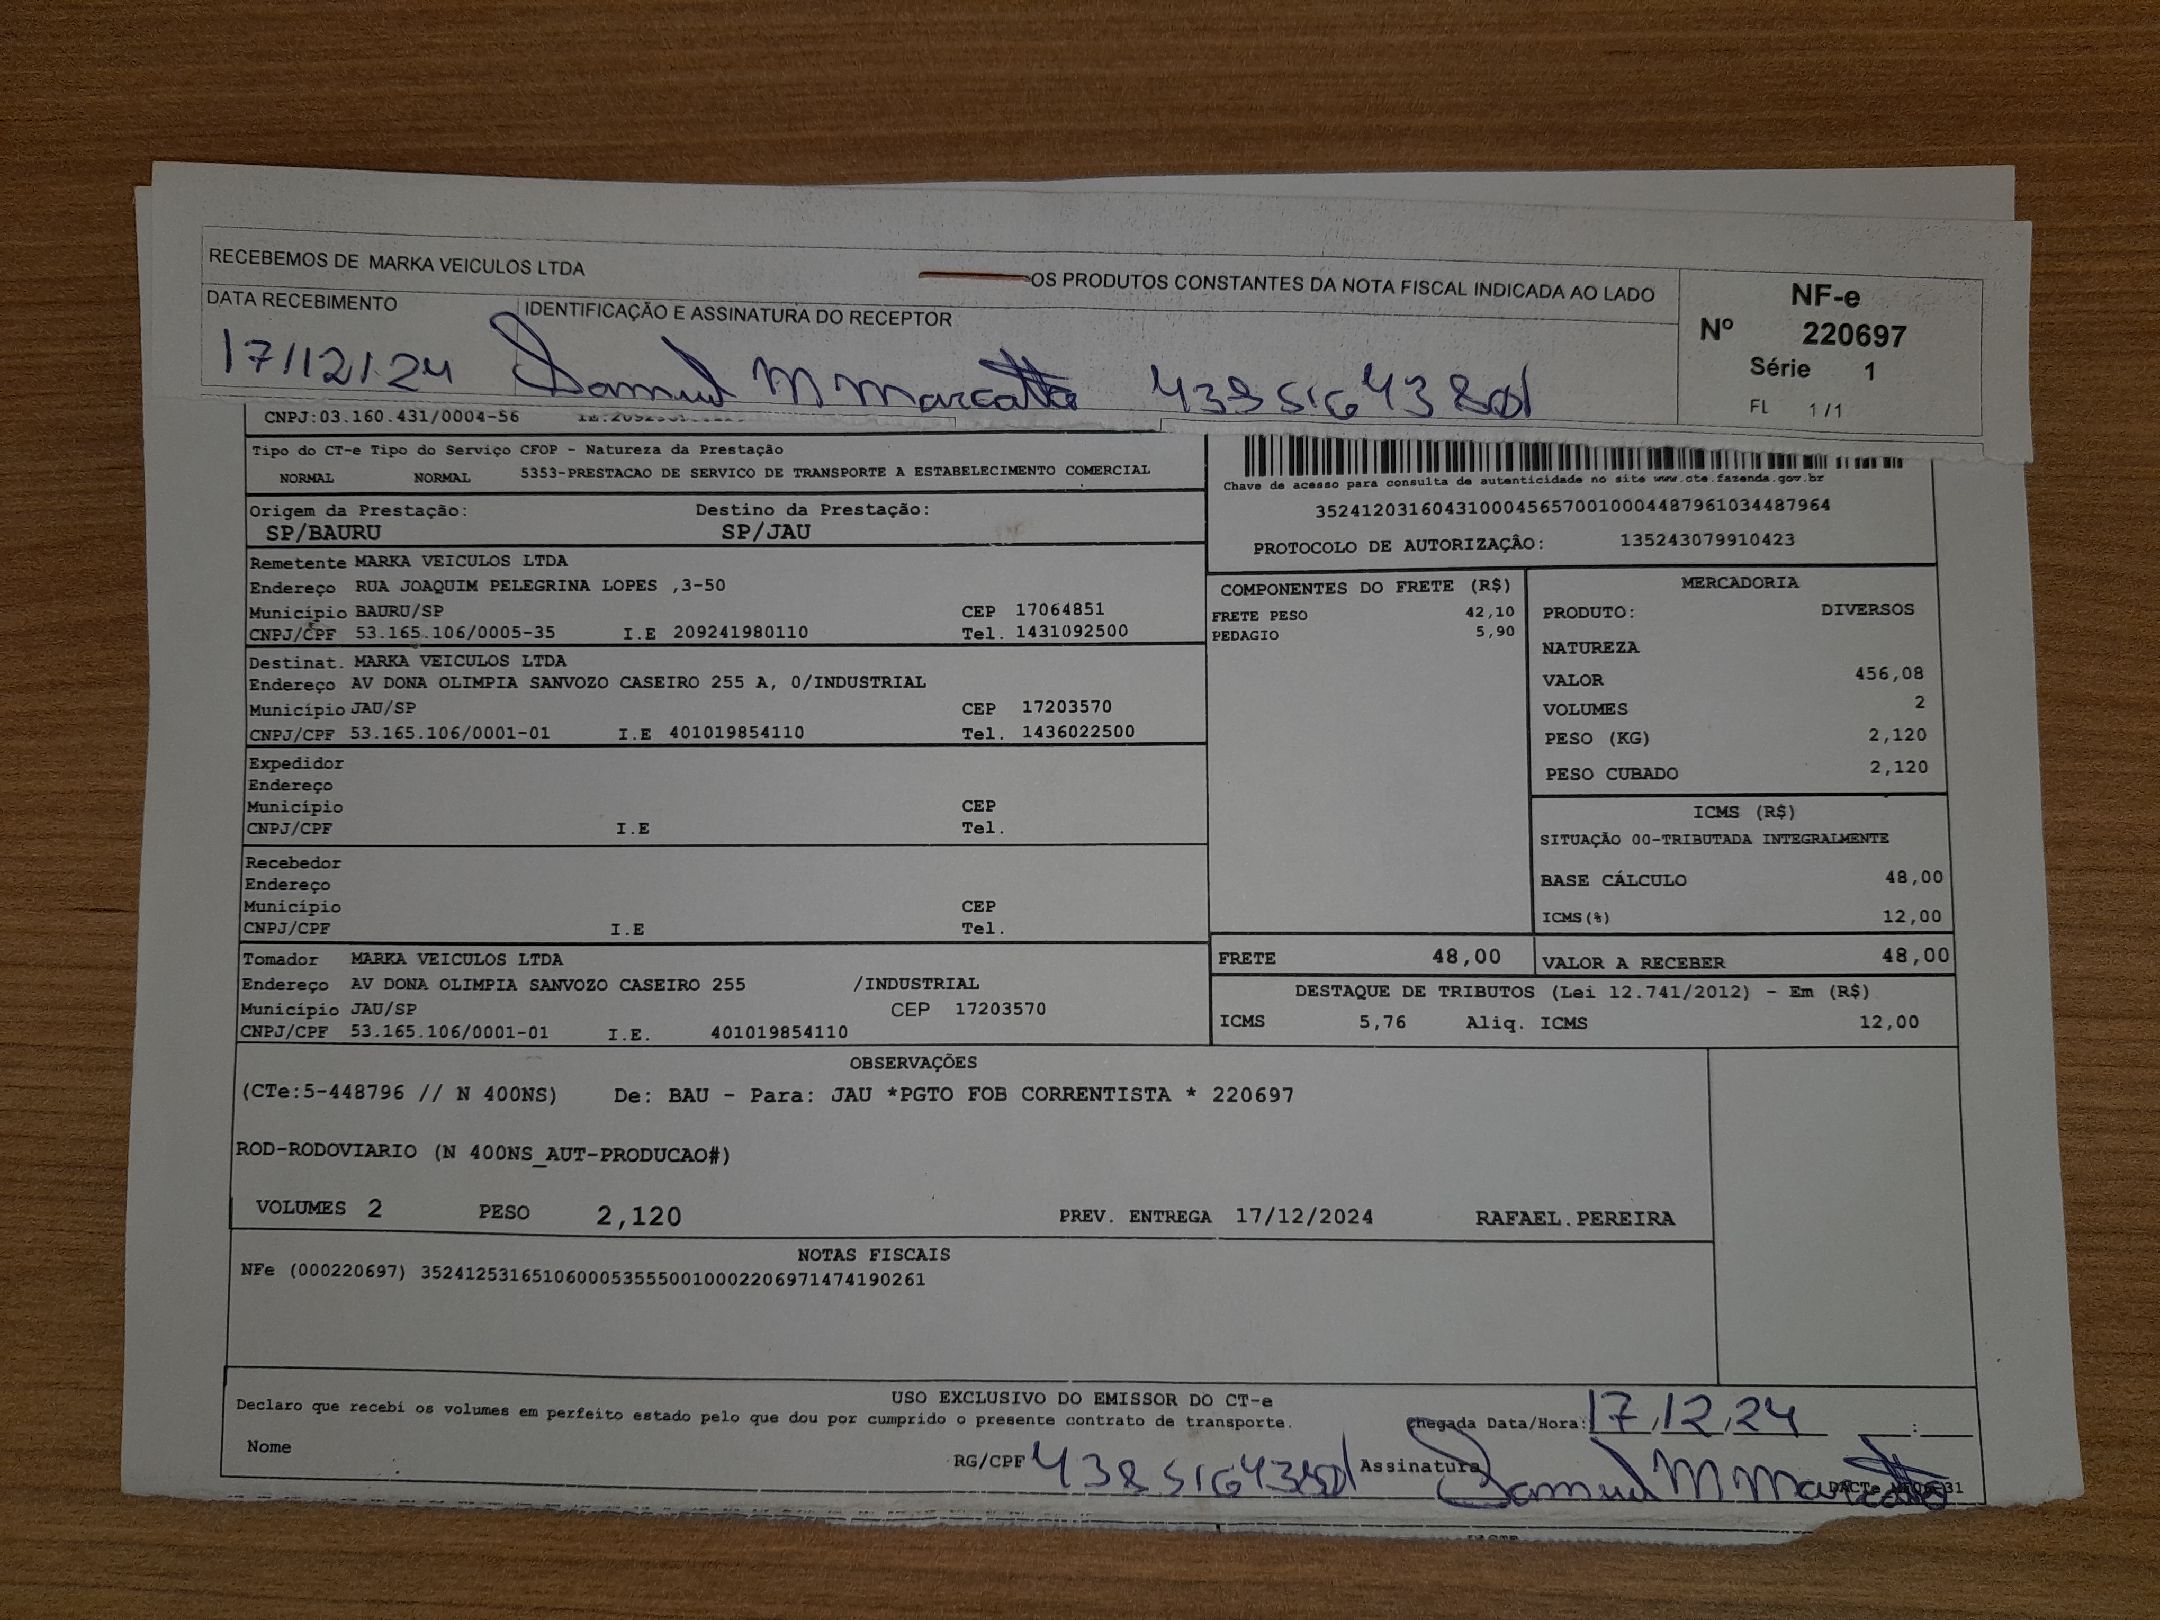 RECEBEMOS DE MARKA VEICULOS LTDA OS PRODUTOS CONSTANTES DA NOTA FISCAL INDICADA AO LADO
DATA RECEBIMENTO IDENTIFICAÇÃO E ASSINATURA DO RECEPTOR
17/12/24
NF-e
Nº 220697
Série 1
FL 1/1
CNPJ:03.160.431/0004-56
Tipo do CT-e Tipo do Serviço CFOP - Natureza da Prestação
NORMAL NORMAL 5353-PRESTACAO DE SERVICO DE TRANSPORTE A ESTABELECIMENTO COMERCIAL
Chave de acesso para consulta de autenticidade no site www.cte.fazenda.gov.br
35241203160431000456570010004487961034487964
PROTOCOLO DE AUTORIZAÇÃO: 135243079910423
Origem da Prestação: Destino da Prestação:
SP/BAURU SP/JAU
Remetente MARKA VEICULOS LTDA
Endereço RUA JOAQUIM PELEGRINA LOPES ,3-50
Município BAURU/SP CEP 17064851
CNPJ/CPF 53.165.106/0005-35 I.E 209241980110 Tel. 1431092500
Destinat. MARKA VEICULOS LTDA
Endereço AV DONA OLIMPIA SANVOZO CASEIRO 255 A, 0/INDUSTRIAL
Município JAU/SP CEP 17203570
CNPJ/CPF 53.165.106/0001-01 I.E 401019854110 Tel. 1436022500
Expedidor
Endereço
Município CEP
CNPJ/CPF I.E Tel.
Recebedor
Endereço
Município CEP
CNPJ/CPF I.E Tel.
Tomador MARKA VEICULOS LTDA
Endereço AV DONA OLIMPIA SANVOZO CASEIRO 255 /INDUSTRIAL
Município JAU/SP CEP 17203570
CNPJ/CPF 53.165.106/0001-01 I.E. 401019854110
COMPONENTES DO FRETE (R$)
FRETE PESO 42,10
PEDAGIO 5,90
MERCADORIA
PRODUTO: DIVERSOS
NATUREZA
VALOR 456,08
VOLUMES 2
PESO (KG) 2,120
PESO CUBADO 2,120
ICMS (R$)
SITUAÇÃO 00-TRIBUTADA INTEGRALMENTE
BASE CÁLCULO 48,00
ICMS(%) 12,00
FRETE 48,00 VALOR A RECEBER 48,00
DESTAQUE DE TRIBUTOS (Lei 12.741/2012) - Em (R$)
ICMS 5,76 Aliq. ICMS 12,00
OBSERVAÇÕES
(CTe:5-448796 // N 400NS) De: BAU - Para: JAU *PGTO FOB CORRENTISTA * 220697
ROD-RODOVIARIO (N 400NS_AUT-PRODUCAO#)
VOLUMES 2 PESO 2,120 PREV. ENTREGA 17/12/2024 RAFAEL.PEREIRA
NOTAS FISCAIS
NFe (000220697) 35241253165106000535550010002206971474190261
USO EXCLUSIVO DO EMISSOR DO CT-e
Declaro que recebi os volumes em perfeito estado pelo que dou por cumprido o presente contrato de transporte.
Chegada Data/Hora: 17/12/24 :
Nome RG/CPF Assinatura